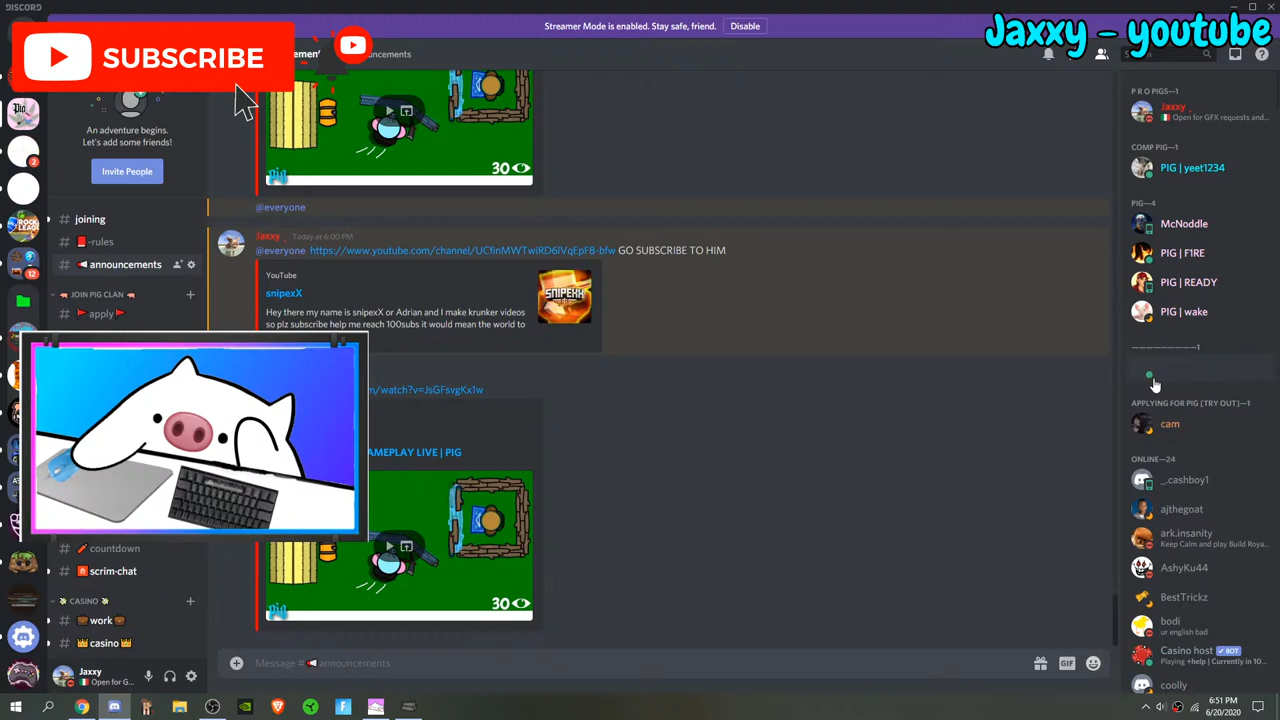 DISCORD
Streamer Mode is enabled. Stay safe, friend.
Disable
Jaxxy - youtube
SUBSCRIBE
An adventure begins.
Let's add some friends!
Invite People
joining
-rules
announcements
JOIN PIG CLAN
apply
countdown
scrim-chat
CASINO
work
casino
Jaxxy
Open for G...
2
12
30
pig
@everyone
Jaxxy Today at 6:00 PM
@everyone https://www.youtube.com/channel/UCfinMWTwiRD6lVqEpF8-bfw GO SUBSCRIBE TO HIM
YouTube
snipexX
SNIPEXX
Hey there my name is snipexX or Adrian and I make krunker videos
so plz subscribe help me reach 100subs it would mean the world to
m/watch?v=JsGFsvgKx1w
AMEPLAY LIVE | PIG
30
pig
Message # announcements
GIF
P R O PIGS—1
Jaxxy
Open for GFX requests and...
COMP PIG—1
PIG | yeet1234
PIG—4
McNoddle
PIG | F1RE
PIG | READY
PIG | wake
—————————1
APPLYING FOR PIG [TRY OUT]—1
cam
ONLINE—24
_.cashboy1
ajthegoat
ark.insanity
Keep Calm and play Build Roya...
AshyKu44
BestTrickz
bodi
ur english bad
Casino host BOT
Playing +help | Currently in 10...
coolly
6:51 PM
6/20/2020